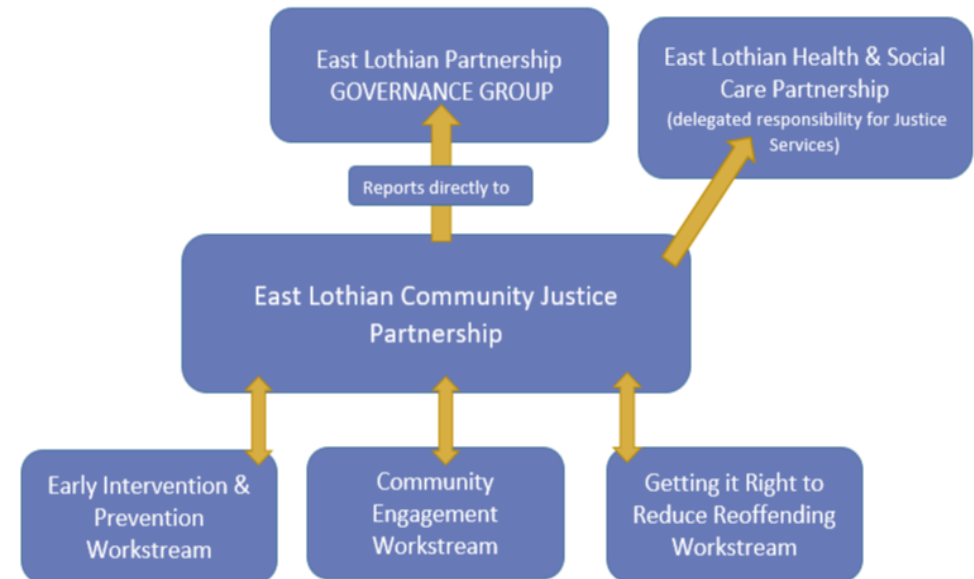 East Lothian Partnership
GOVERNANCE GROUP
East Lothian Health & Social
Care Partnership
(delegated responsibility for Justice
Services)
Reports directly to
East Lothian Community Justice
Partnership
Early Intervention &
Prevention
Workstream
Community
Engagement
Workstream
Getting it Right to
Reduce Reoffending
Workstream